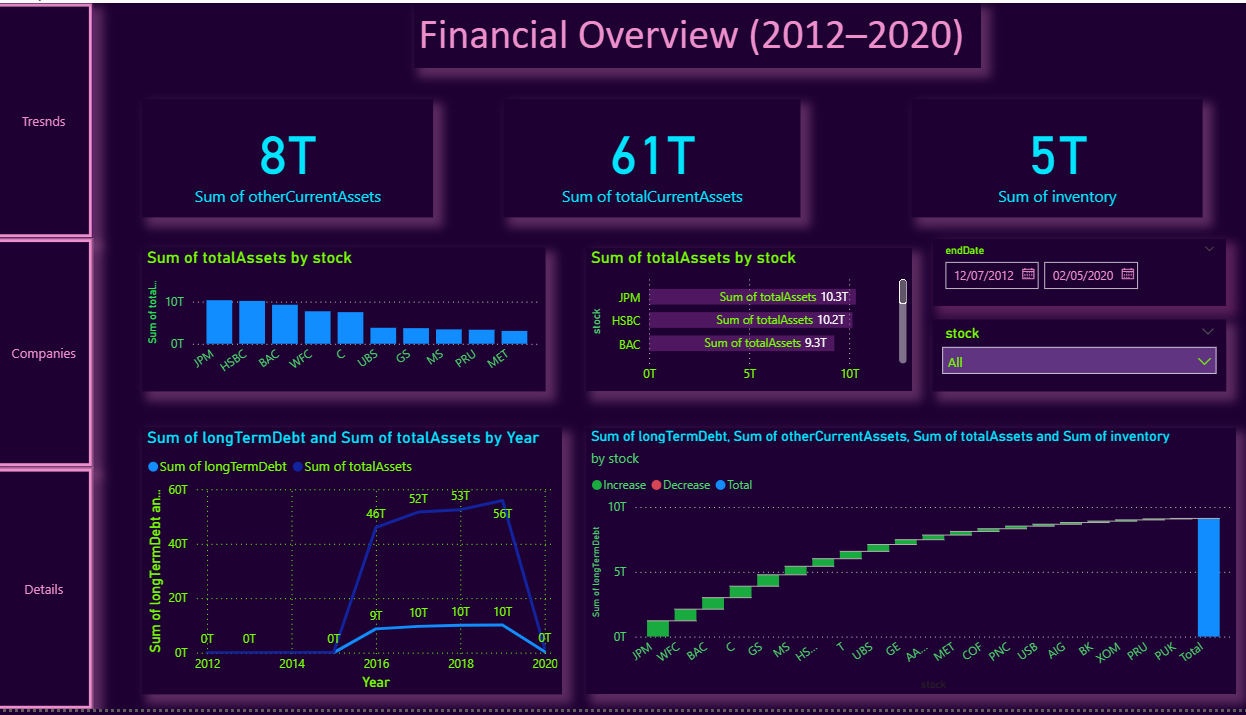 Financial Overview (2012–2020)
Tresnds
Companies
Details
8T
Sum of otherCurrentAssets
61T
Sum of totalCurrentAssets
5T
Sum of inventory
Sum of totalAssets by stock
Sum of total...
10T
0T
JPM HSBC BAC WFC C UBS GS MS PRU MET
Sum of totalAssets by stock
stock
JPM Sum of totalAssets 10.3T
HSBC Sum of totalAssets 10.2T
BAC Sum of totalAssets 9.3T
0T 5T 10T
endDate
12/07/2012 02/05/2020
stock
All
Sum of longTermDebt and Sum of totalAssets by Year
Sum of longTermDebt Sum of totalAssets
Sum of longTermDebt an...
60T
40T
20T
0T
46T 52T 53T 56T
0T 0T 0T 9T 10T 10T 10T 0T
2012 2014 2016 2018 2020
Year
Sum of longTermDebt, Sum of otherCurrentAssets, Sum of totalAssets and Sum of inventory
by stock
Increase Decrease Total
Sum of longTermDebt
10T
5T
0T
JPM WFC BAC C GS MS HS... T UBS GE AA... MET COF PNC USB AIG BK XOM PRU PUK Total
stock